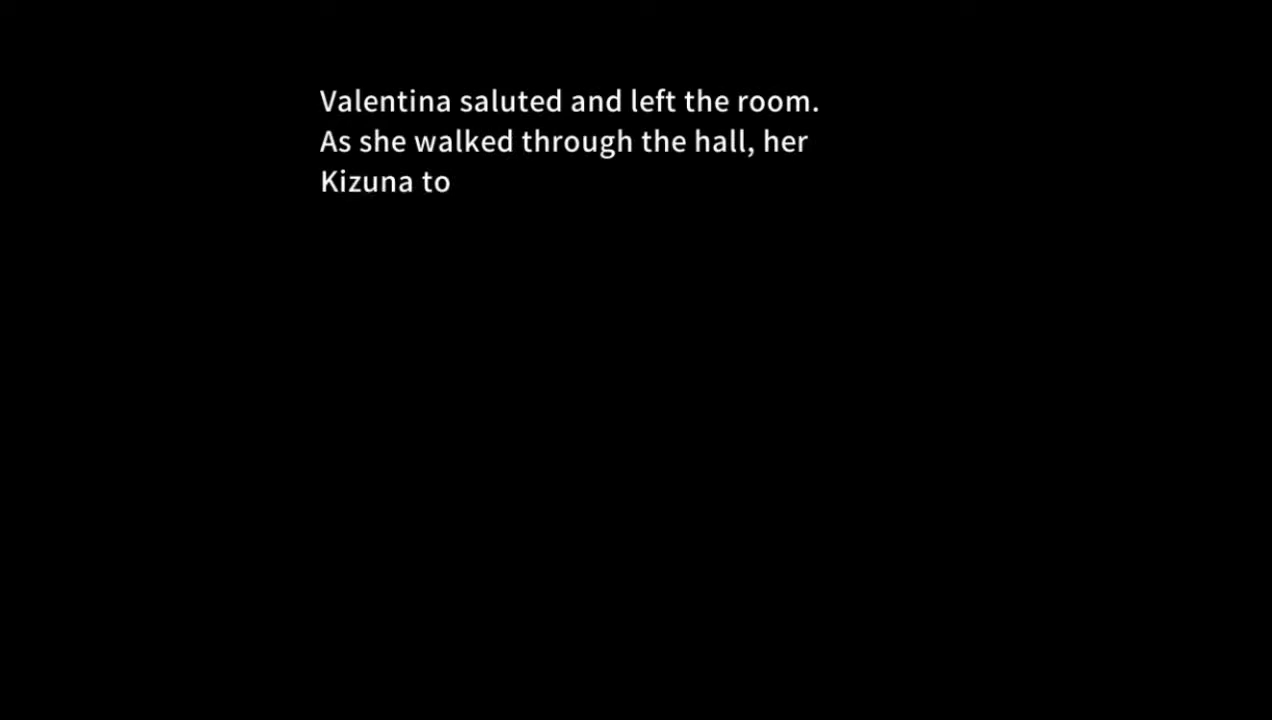 Valentina saluted and left the room.
As she walked through the hall, her
Kizuna to